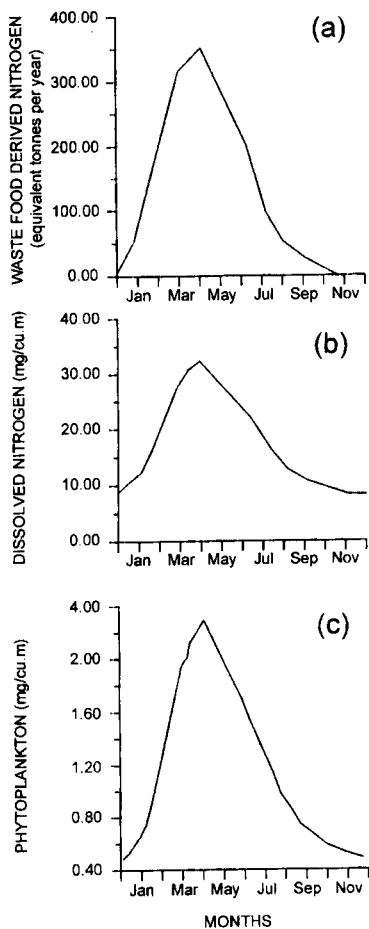 (a)
WASTE FOOD DERIVED NITROGEN
(equivalent tonnes per year)
400.00
300.00
200.00
100.00
0.00
Jan Mar May Jul Sep Nov
(b)
DISSOLVED NITROGEN (mg/cu.m)
40.00
30.00
20.00
10.00
0.00
Jan Mar May Jul Sep Nov
(c)
PHYTOPLANKTON (mg/cu.m)
4.00
2.00
1.60
1.20
0.80
0.40
Jan Mar May Jul Sep Nov
MONTHS